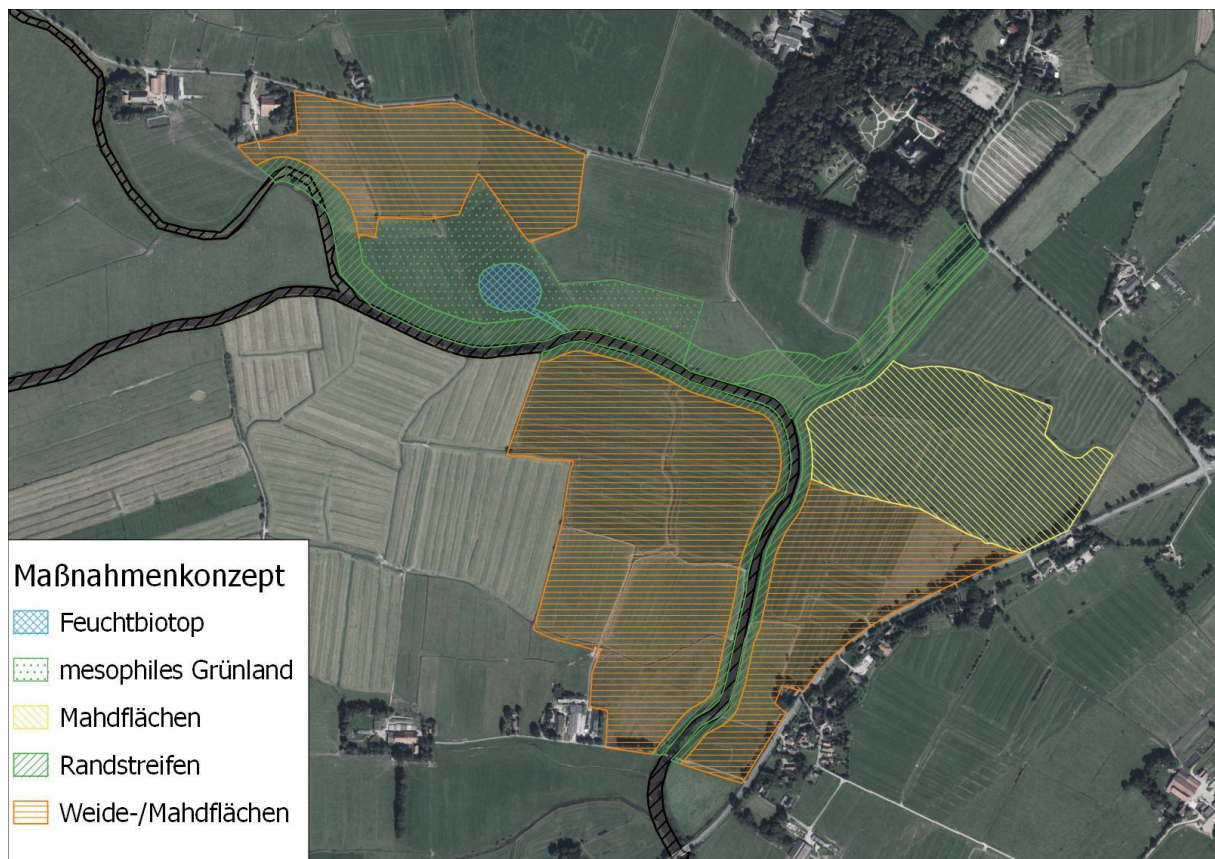 Maßnahmenkonzept
Feuchtbiotop
mesophiles Grünland
Mahdflächen
Randstreifen
Weide-/Mahdflächen